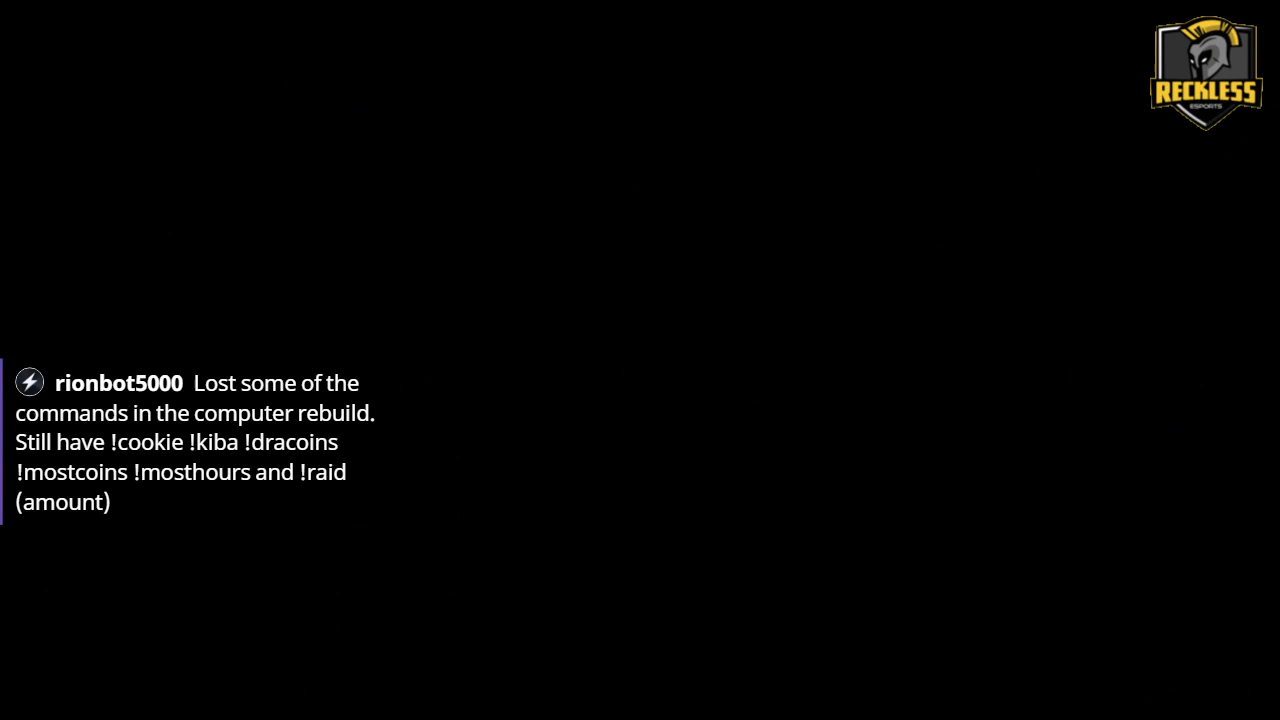 RECKLESS
ESPORTS
rionbot5000 Lost some of the
commands in the computer rebuild.
Still have !cookie !kiba !dracoins
!mostcoins !mosthours and !raid
(amount)